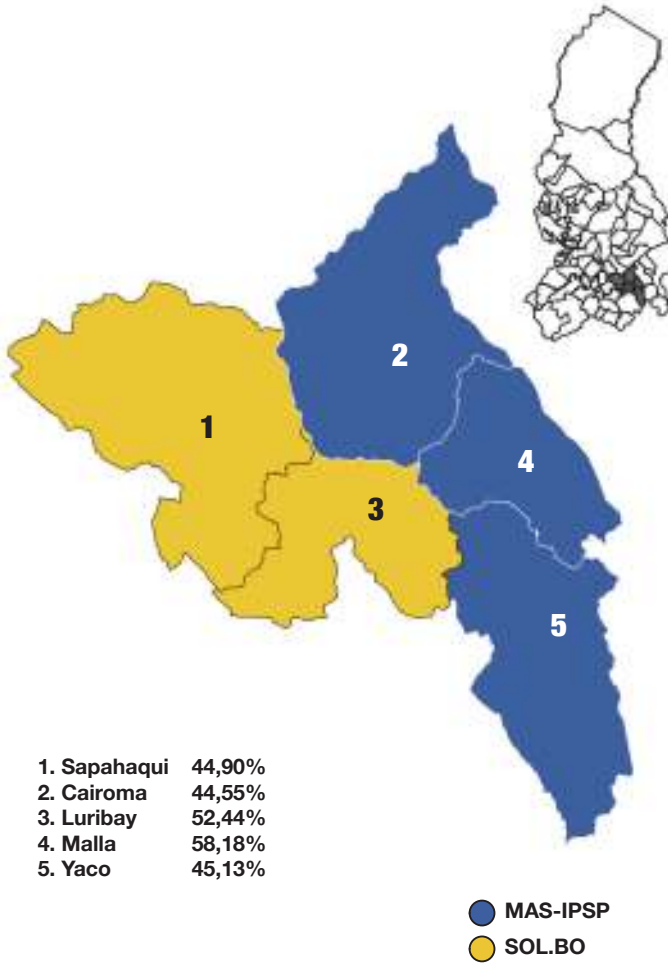 2
1
4
3
5
1. Sapahaqui 44,90%
2. Cairoma 44,55%
3. Luribay 52,44%
4. Malla 58,18%
5. Yaco 45,13%
MAS-IPSP
SOL.BO